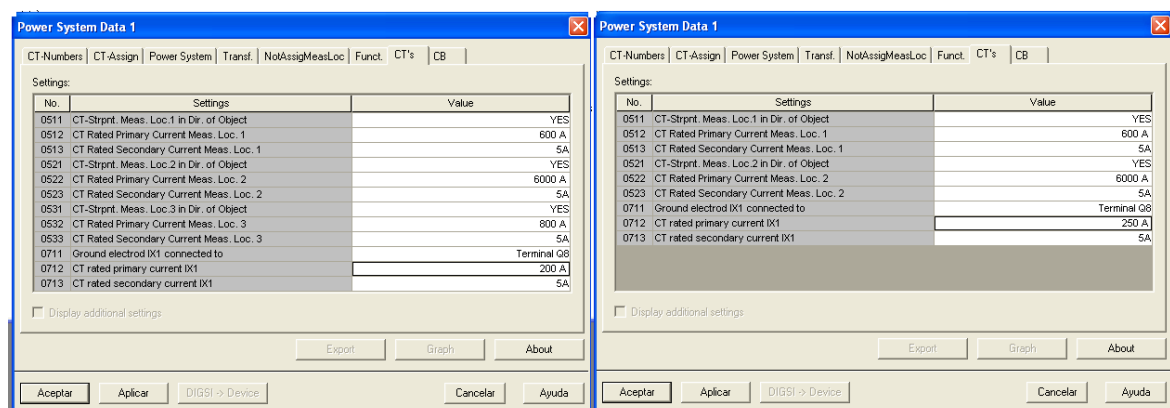 Power System Data 1
CT-Numbers CT-Assign Power System Transf. NotAssigMeasLoc Funct. CT's CB
Settings:
No. Settings Value
0511 CT-Strpnt. Meas. Loc.1 in Dir. of Object YES
0512 CT Rated Primary Current Meas. Loc. 1 600 A
0513 CT Rated Secondary Current Meas. Loc. 1 5A
0521 CT-Strpnt. Meas. Loc.2 in Dir. of Object YES
0522 CT Rated Primary Current Meas. Loc. 2 6000 A
0523 CT Rated Secondary Current Meas. Loc. 2 5A
0531 CT-Strpnt. Meas. Loc.3 in Dir. of Object YES
0532 CT Rated Primary Current Meas. Loc. 3 800 A
0533 CT Rated Secondary Current Meas. Loc. 3 5A
0711 Ground electrod IX1 connected to Terminal Q8
0712 CT rated primary current IX1 200 A
0713 CT rated secondary current IX1 5A
Display additional settings
Export Graph About
Aceptar Aplicar DIGSI -> Device Cancelar Ayuda
Power System Data 1
CT-Numbers CT-Assign Power System Transf. NotAssigMeasLoc Funct. CT's CB
Settings:
No. Settings Value
0511 CT-Strpnt. Meas. Loc.1 in Dir. of Object YES
0512 CT Rated Primary Current Meas. Loc. 1 600 A
0513 CT Rated Secondary Current Meas. Loc. 1 5A
0521 CT-Strpnt. Meas. Loc.2 in Dir. of Object YES
0522 CT Rated Primary Current Meas. Loc. 2 6000 A
0523 CT Rated Secondary Current Meas. Loc. 2 5A
0711 Ground electrod IX1 connected to Terminal Q8
0712 CT rated primary current IX1 250 A
0713 CT rated secondary current IX1 5A
Display additional settings
Export Graph About
Aceptar Aplicar DIGSI -> Device Cancelar Ayuda